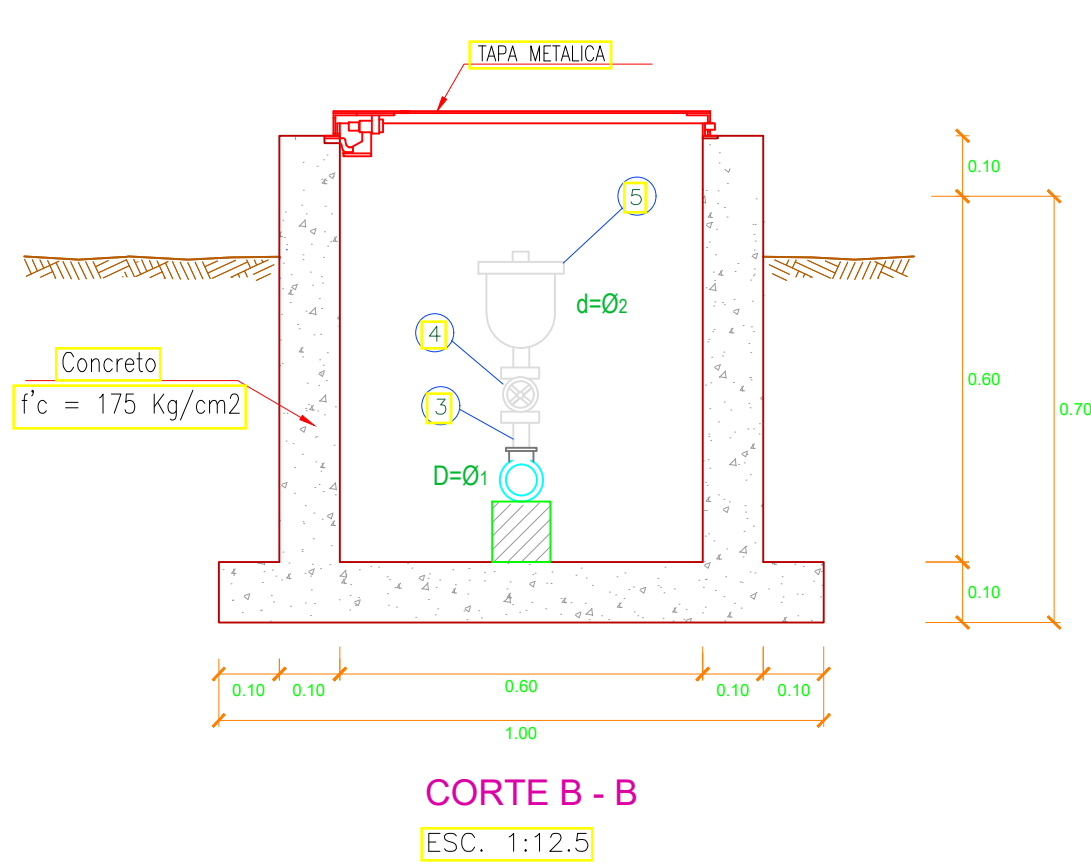 TAPA METALICA
0.10
5
d=Ø2
4
Concreto
f'c = 175 Kg/cm2
3
0.60
0.70
D=Ø1
0.10
0.10
0.10
0.60
0.10
0.10
1.00
CORTE B - B
ESC. 1:12.5